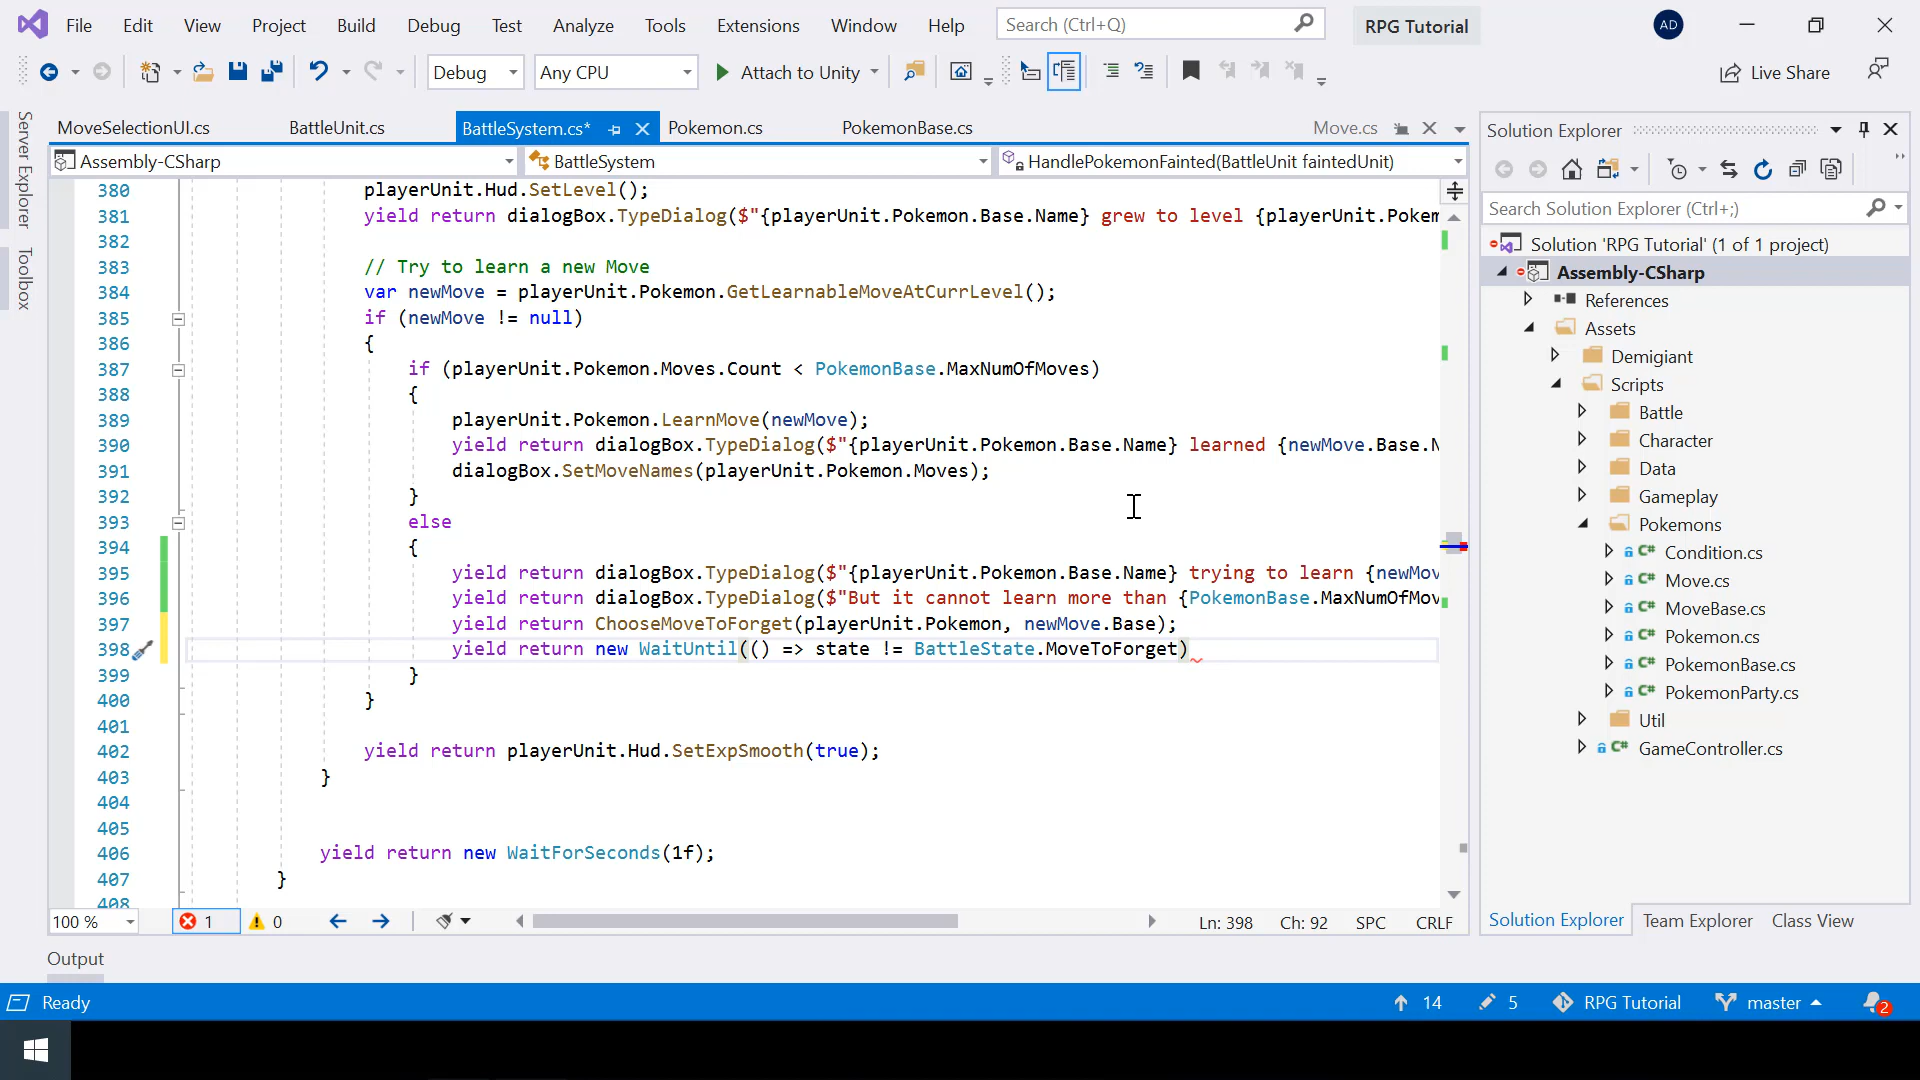 File Edit View Project Build Debug Test Analyze Tools Extensions Window Help Search (Ctrl+Q) RPG Tutorial AD
Debug Any CPU Attach to Unity Live Share
Server Explorer
Toolbox
MoveSelectionUI.cs BattleUnit.cs BattleSystem.cs* Pokemon.cs PokemonBase.cs Move.cs
Assembly-CSharp BattleSystem HandlePokemonFainted(BattleUnit faintedUnit)
380 playerUnit.Hud.SetLevel();
381 yield return dialogBox.TypeDialog($"{playerUnit.Pokemon.Base.Name} grew to level {playerUnit.Pokem
382
383 // Try to learn a new Move
384 var newMove = playerUnit.Pokemon.GetLearnableMoveAtCurrLevel();
385 if (newMove != null)
386 {
387 if (playerUnit.Pokemon.Moves.Count < PokemonBase.MaxNumOfMoves)
388 {
389 playerUnit.Pokemon.LearnMove(newMove);
390 yield return dialogBox.TypeDialog($"{playerUnit.Pokemon.Base.Name} learned {newMove.Base.N
391 dialogBox.SetMoveNames(playerUnit.Pokemon.Moves);
392 }
393 else
394 {
395 yield return dialogBox.TypeDialog($"{playerUnit.Pokemon.Base.Name} trying to learn {newMov
396 yield return dialogBox.TypeDialog($"But it cannot learn more than {PokemonBase.MaxNumOfMov
397 yield return ChooseMoveToForget(playerUnit.Pokemon, newMove.Base);
398 yield return new WaitUntil(() => state != BattleState.MoveToForget)
399 }
400 }
401
402 yield return playerUnit.Hud.SetExpSmooth(true);
403 }
404
405
406 yield return new WaitForSeconds(1f);
407 }
408
100 % 1 0 Ln: 398 Ch: 92 SPC CRLF
Solution Explorer
Search Solution Explorer (Ctrl+;)
Solution 'RPG Tutorial' (1 of 1 project)
Assembly-CSharp
References
Assets
Demigiant
Scripts
Battle
Character
Data
Gameplay
Pokemons
C# Condition.cs
C# Move.cs
C# MoveBase.cs
C# Pokemon.cs
C# PokemonBase.cs
C# PokemonParty.cs
Util
C# GameController.cs
Solution Explorer Team Explorer Class View
Output
Ready 14 5 RPG Tutorial master 2